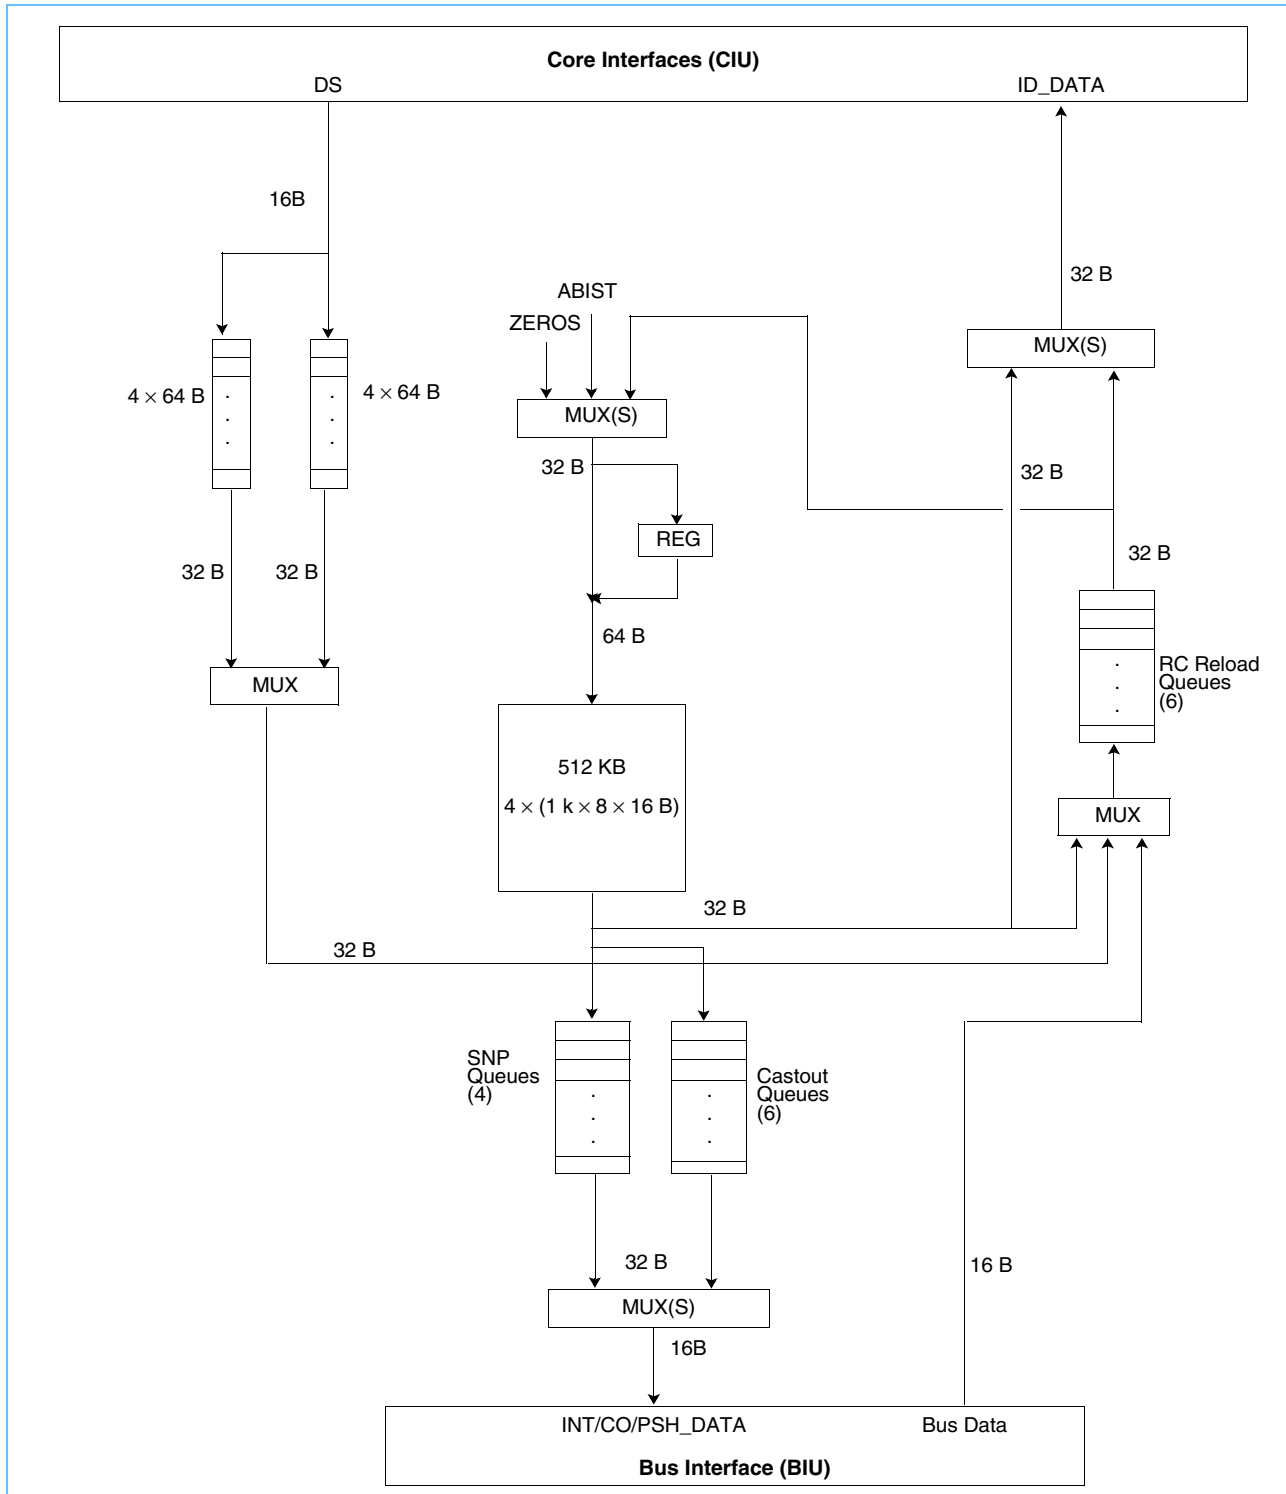 Core Interfaces (CIU)
DS
ID_DATA
16B
32 B
ABIST
ZEROS
MUX(S)
MUX(S)
4 × 64 B
4 × 64 B
32 B
32 B
REG
32 B
32 B
32 B
64 B
RC Reload
Queues
(6)
MUX
512 KB
4 × (1 k × 8 × 16 B)
MUX
32 B
32 B
SNP
Queues
(4)
Castout
Queues
(6)
32 B
16 B
MUX(S)
16B
INT/CO/PSH_DATA
Bus Data
Bus Interface (BIU)